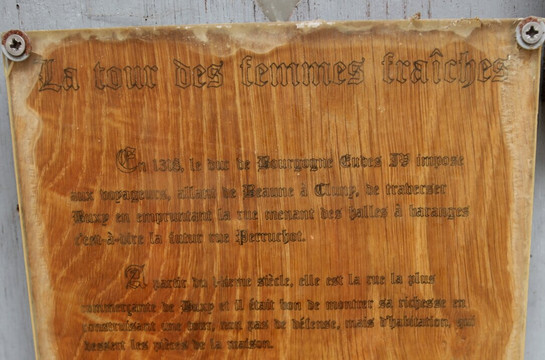 La tour des femmes fraîches
En le duc de Bourgogne Eudes IV impose
aux voyageurs, allant de Beaune à Cluny, de traverser
Buxy en empruntant la rue menant des halles à baranges
c'est-à-dire la futur rue Perruchot.
A partir du siècle, elle est la rue la plus
commerçante de Buxy et il était bon de montrer sa richesse en
construisant une tour, non pas de défense, mais d'habitation, qui
dessert les pièces de la maison.